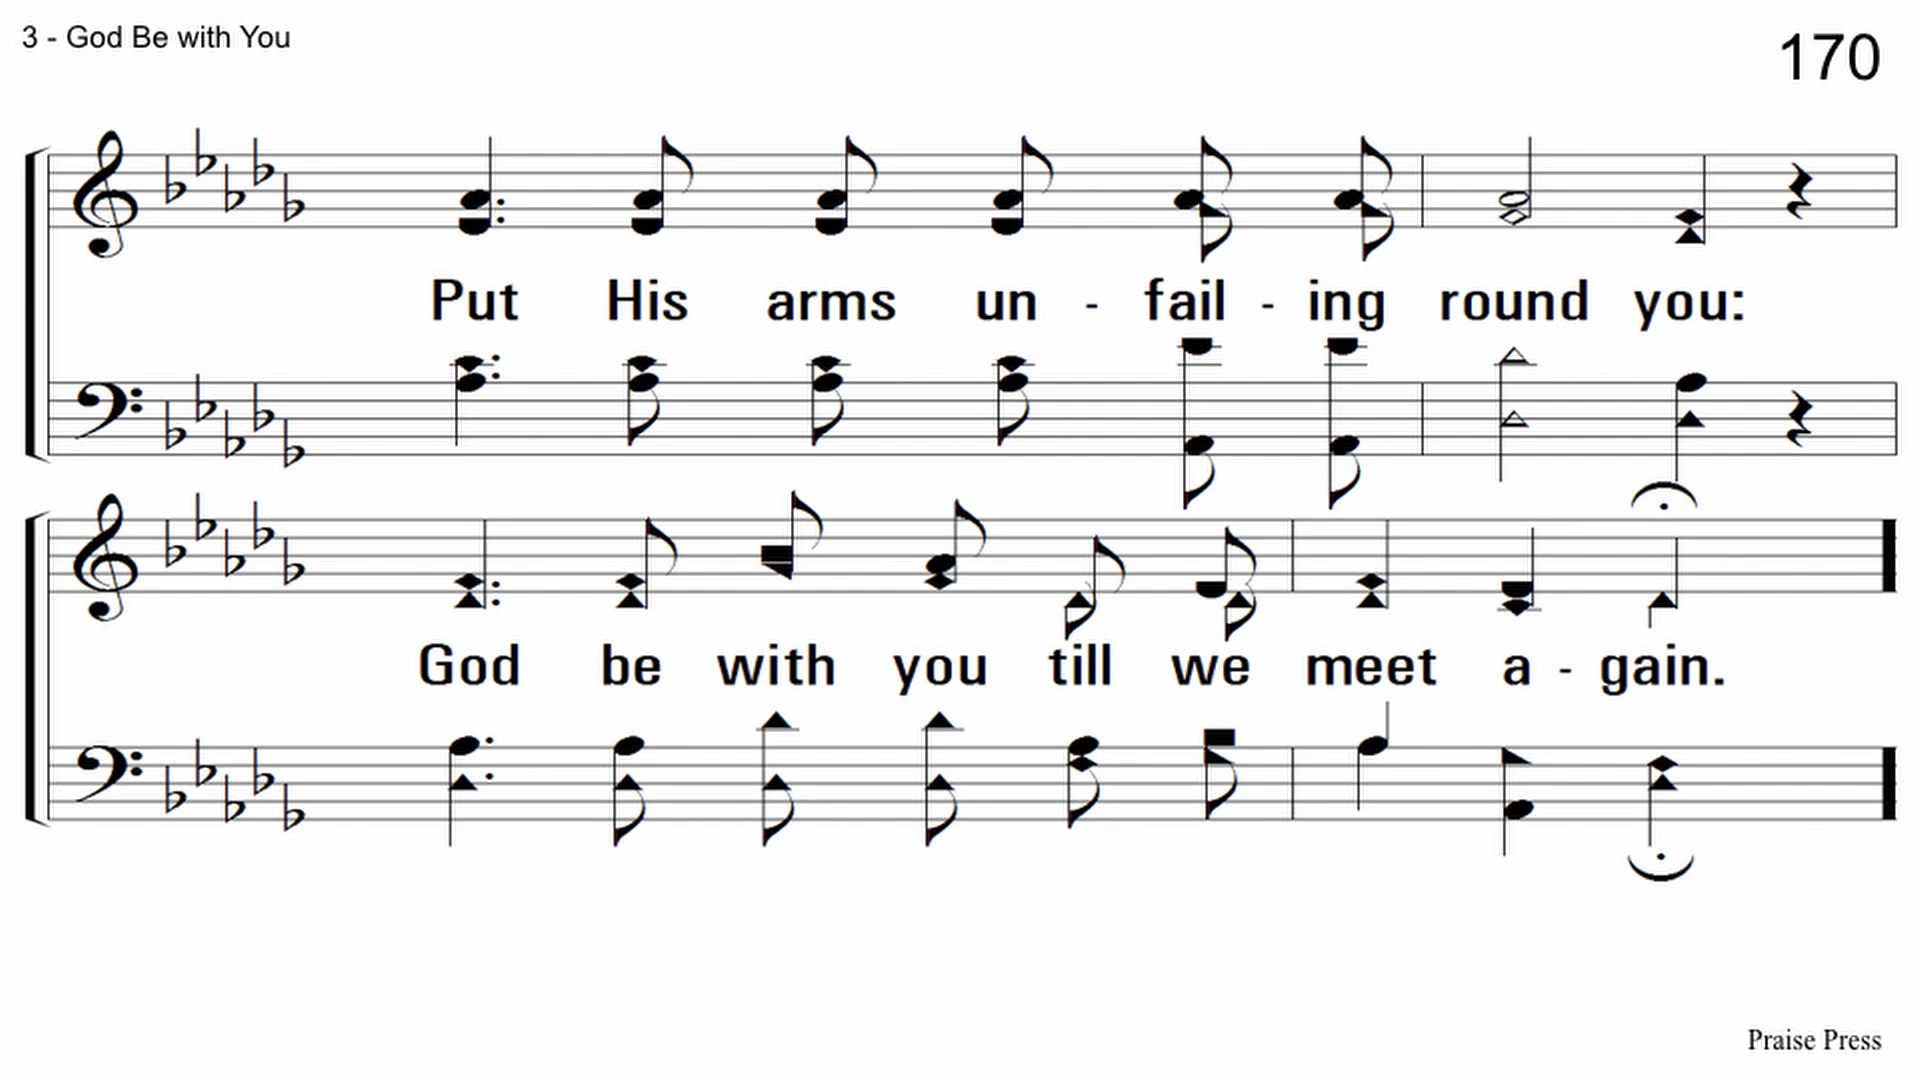 3 - God Be with You
170
Put His arms un - fail - ing round you:
God be with you till we meet a - gain.
Praise Press